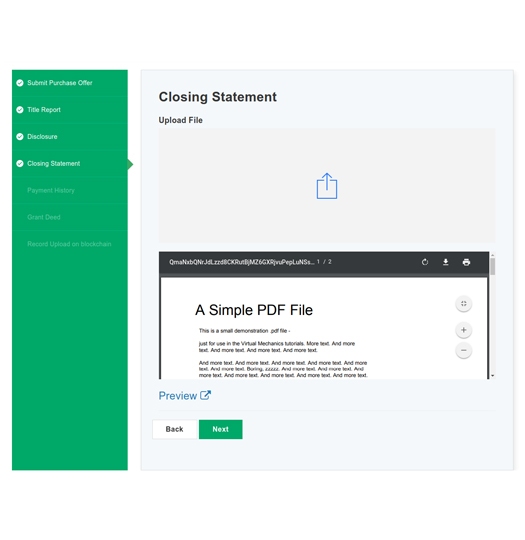 Submit Purchase Offer
Title Report
Disclosure
Closing Statement
Payment History
Grant Deed
Record Upload on blockchain
Closing Statement
Upload File
1 / 2
A Simple PDF File
This is a small demonstration .pdf file -
just for use in the Virtual Mechanics tutorials. More text. And more
text. And more text. And more text. And more text.
And more text. And more text. And more text. And more text. And more
text. And more text. Boring, zzzzz. And more text. And more text. And
more text. And more text. And more text. And more text. And more text.
Preview
Back
Next